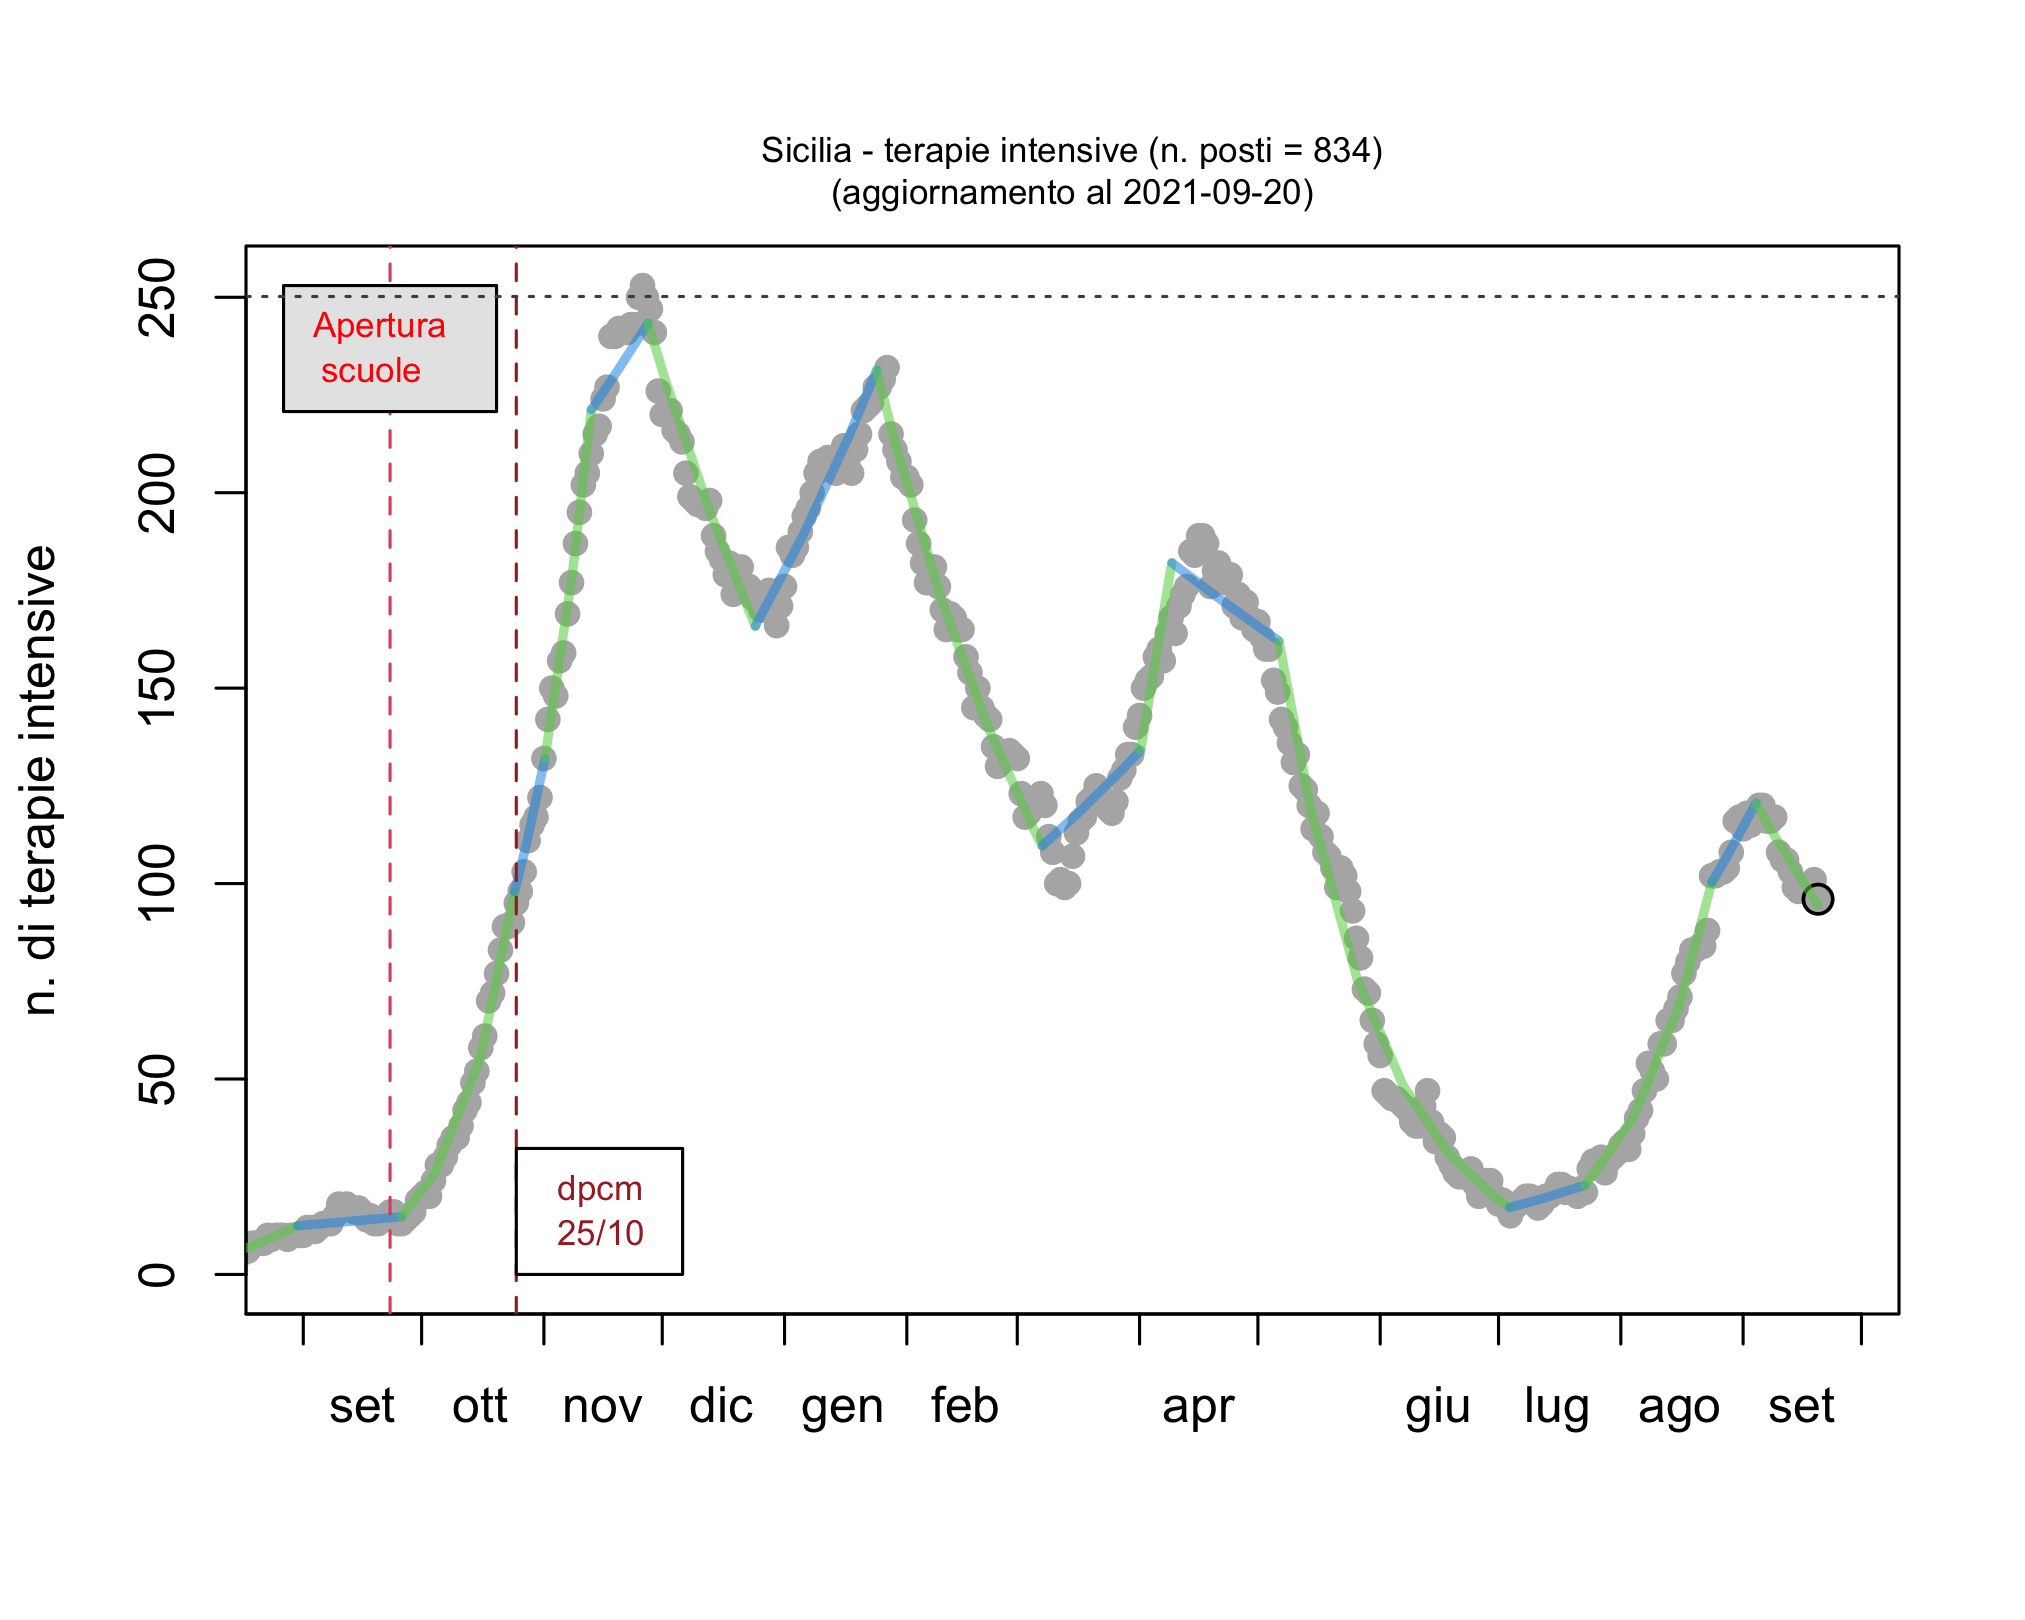 Sicilia - terapie intensive (n. posti = 834)
(aggiornamento al 2021-09-20)
n. di terapie intensive
250
200
150
100
50
0
Apertura
scuole
dpcm
25/10
set ott nov dic gen feb apr giu lug ago set